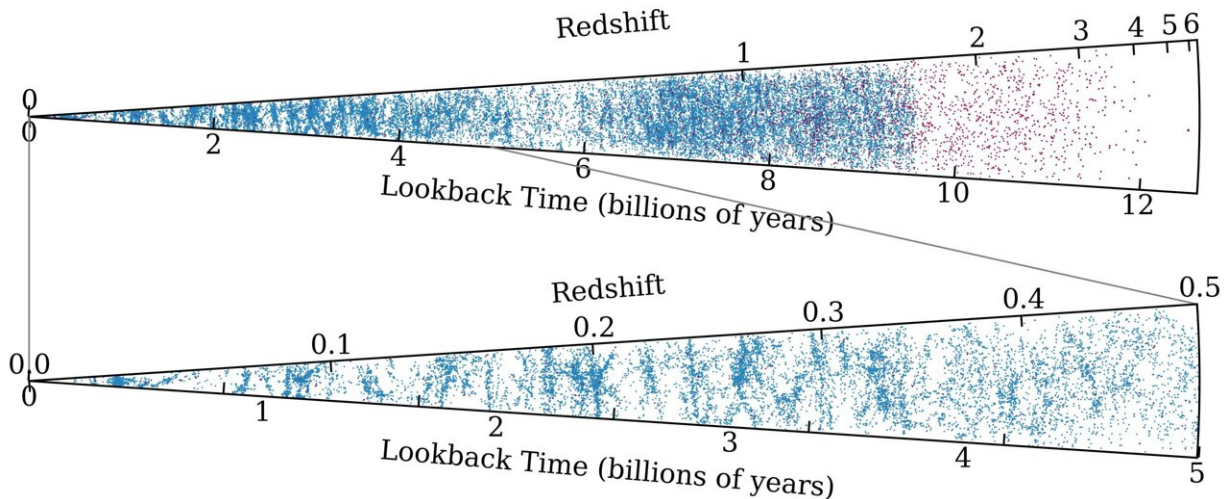 Redshift
0 1 2 3 4 5 6
0 2 4 6 8 10 12
Lookback Time (billions of years)
Redshift
0.0 0.1 0.2 0.3 0.4 0.5
0 1 2 3 4 5
Lookback Time (billions of years)